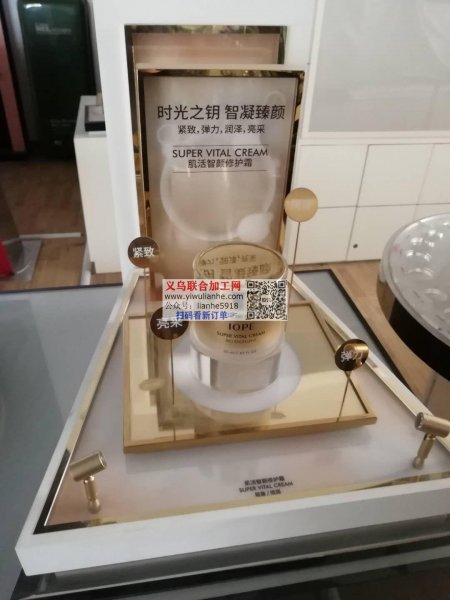 时光之钥 智凝臻颜
紧致,弹力,润泽,亮采
SUPER VITAL CREAM
肌活智颜修护霜
紧致
义乌联合加工网
www.yiwulianhe.com
公众号: lianhe5918
扫码看新订单
亮采
IOPE
SUPER VITAL CREAM
弹力
肌活智颜修护霜
SUPER VITAL CREAM